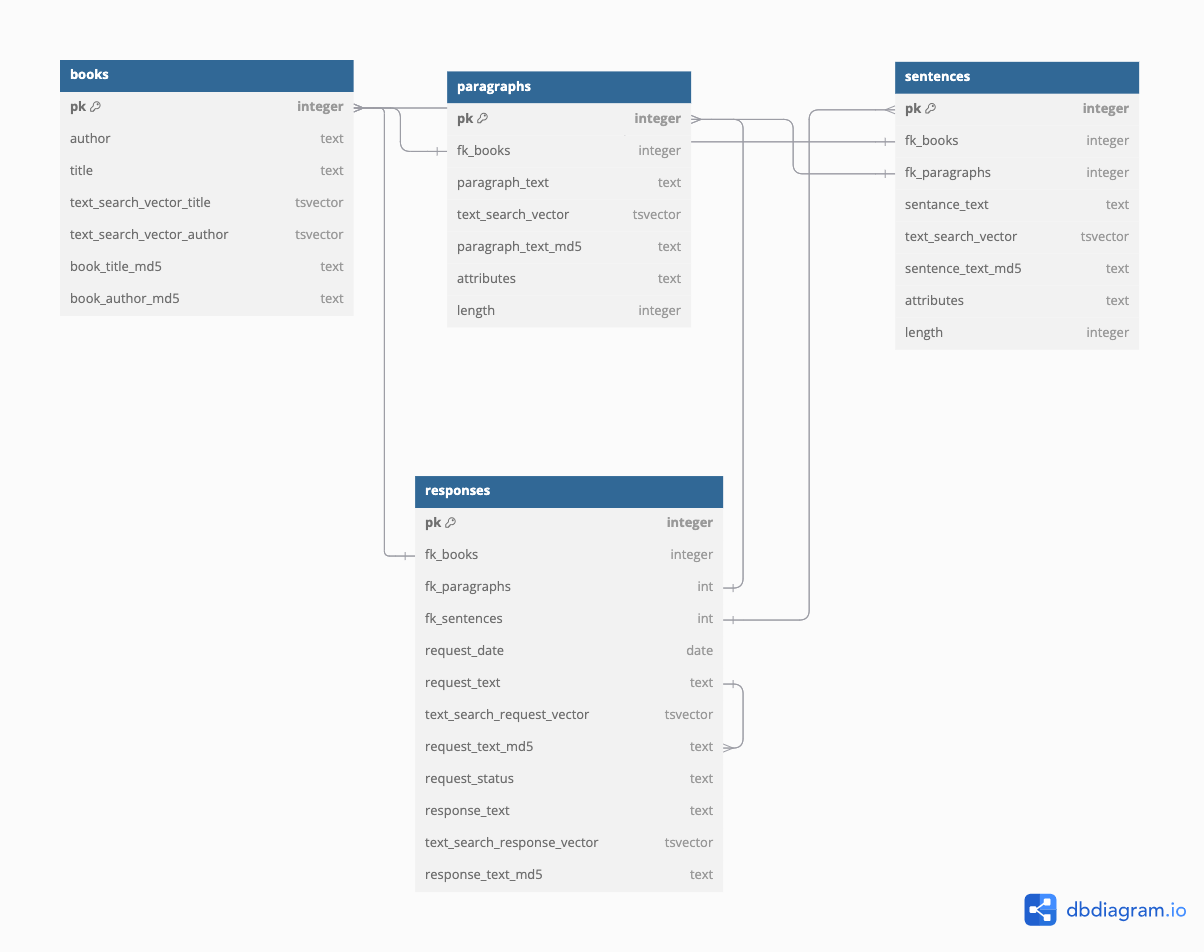 books
pk integer
author text
title text
text_search_vector_title tsvector
text_search_vector_author tsvector
book_title_md5 text
book_author_md5 text
paragraphs
pk integer
fk_books integer
paragraph_text text
text_search_vector tsvector
paragraph_text_md5 text
attributes text
length integer
sentences
pk integer
fk_books integer
fk_paragraphs integer
sentance_text text
text_search_vector tsvector
sentence_text_md5 text
attributes text
length integer
responses
pk integer
fk_books integer
fk_paragraphs int
fk_sentences int
request_date date
request_text text
text_search_request_vector tsvector
request_text_md5 text
request_status text
response_text text
text_search_response_vector tsvector
response_text_md5 text
dbdiagram.io